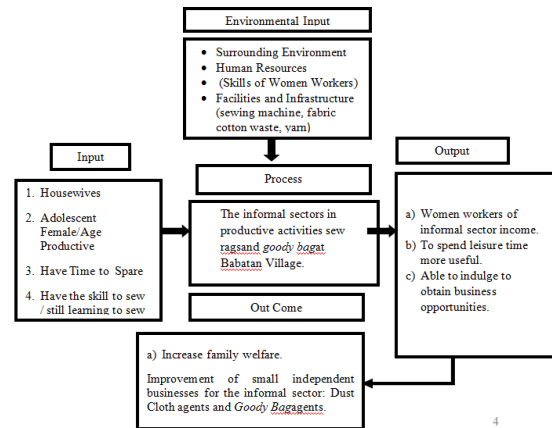 Environmental Input
• Surrounding Environment
• Human Resources
• (Skills of Women Workers)
• Facilities and Infrastructure
(sewing machine, fabric
cotton waste, yarn)
Input
1. Housewives
2. Adolescent
Female/Age
Productive
3. Have Time to Spare
4. Have the skill to sew
/ still learning to sew
Process
The informal sectors in
productive activities sew
ragsand goody bagat
Babatan Village.
Output
a) Women workers of
informal sector income.
b) To spend leisure time
more useful.
c) Able to indulge to
obtain business
opportunities.
Out Come
a) Increase family welfare.
Improvement of small independent
businesses for the informal sector: Dust
Cloth agents and Goody Bagagents.
4